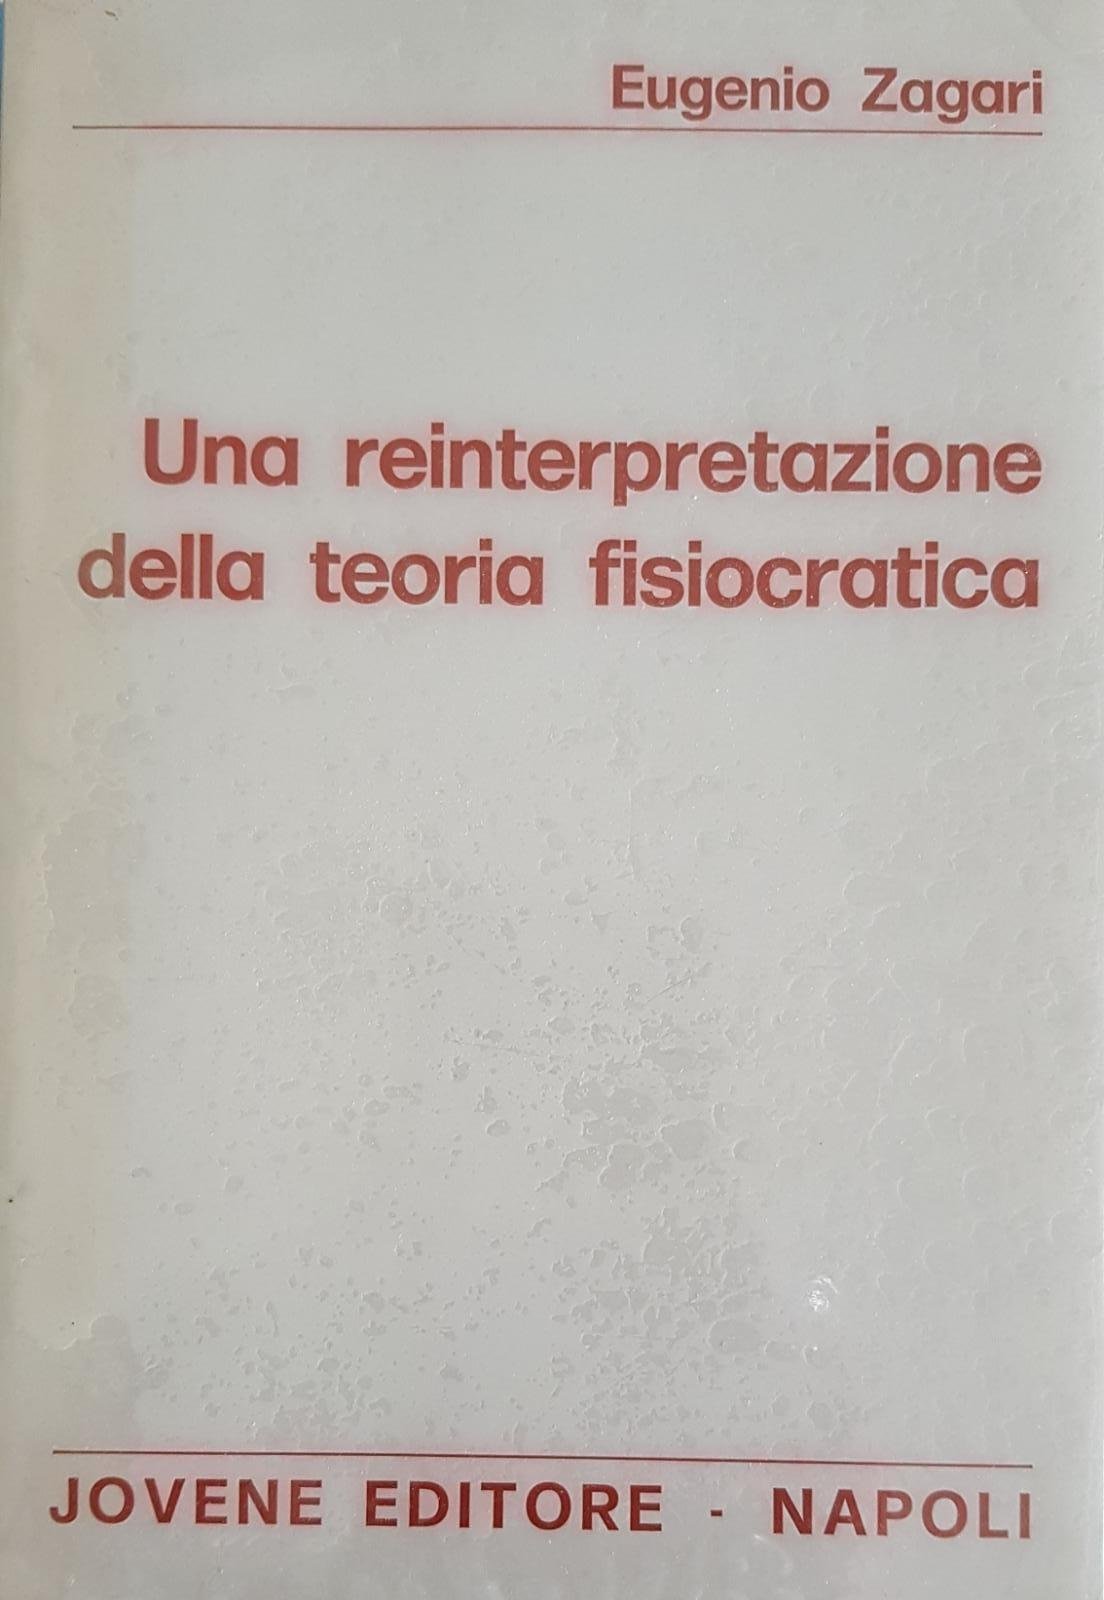 Eugenio Zagari
Una reinterpretazione
della teoria fisiocratica
JOVENE EDITORE - NAPOLI